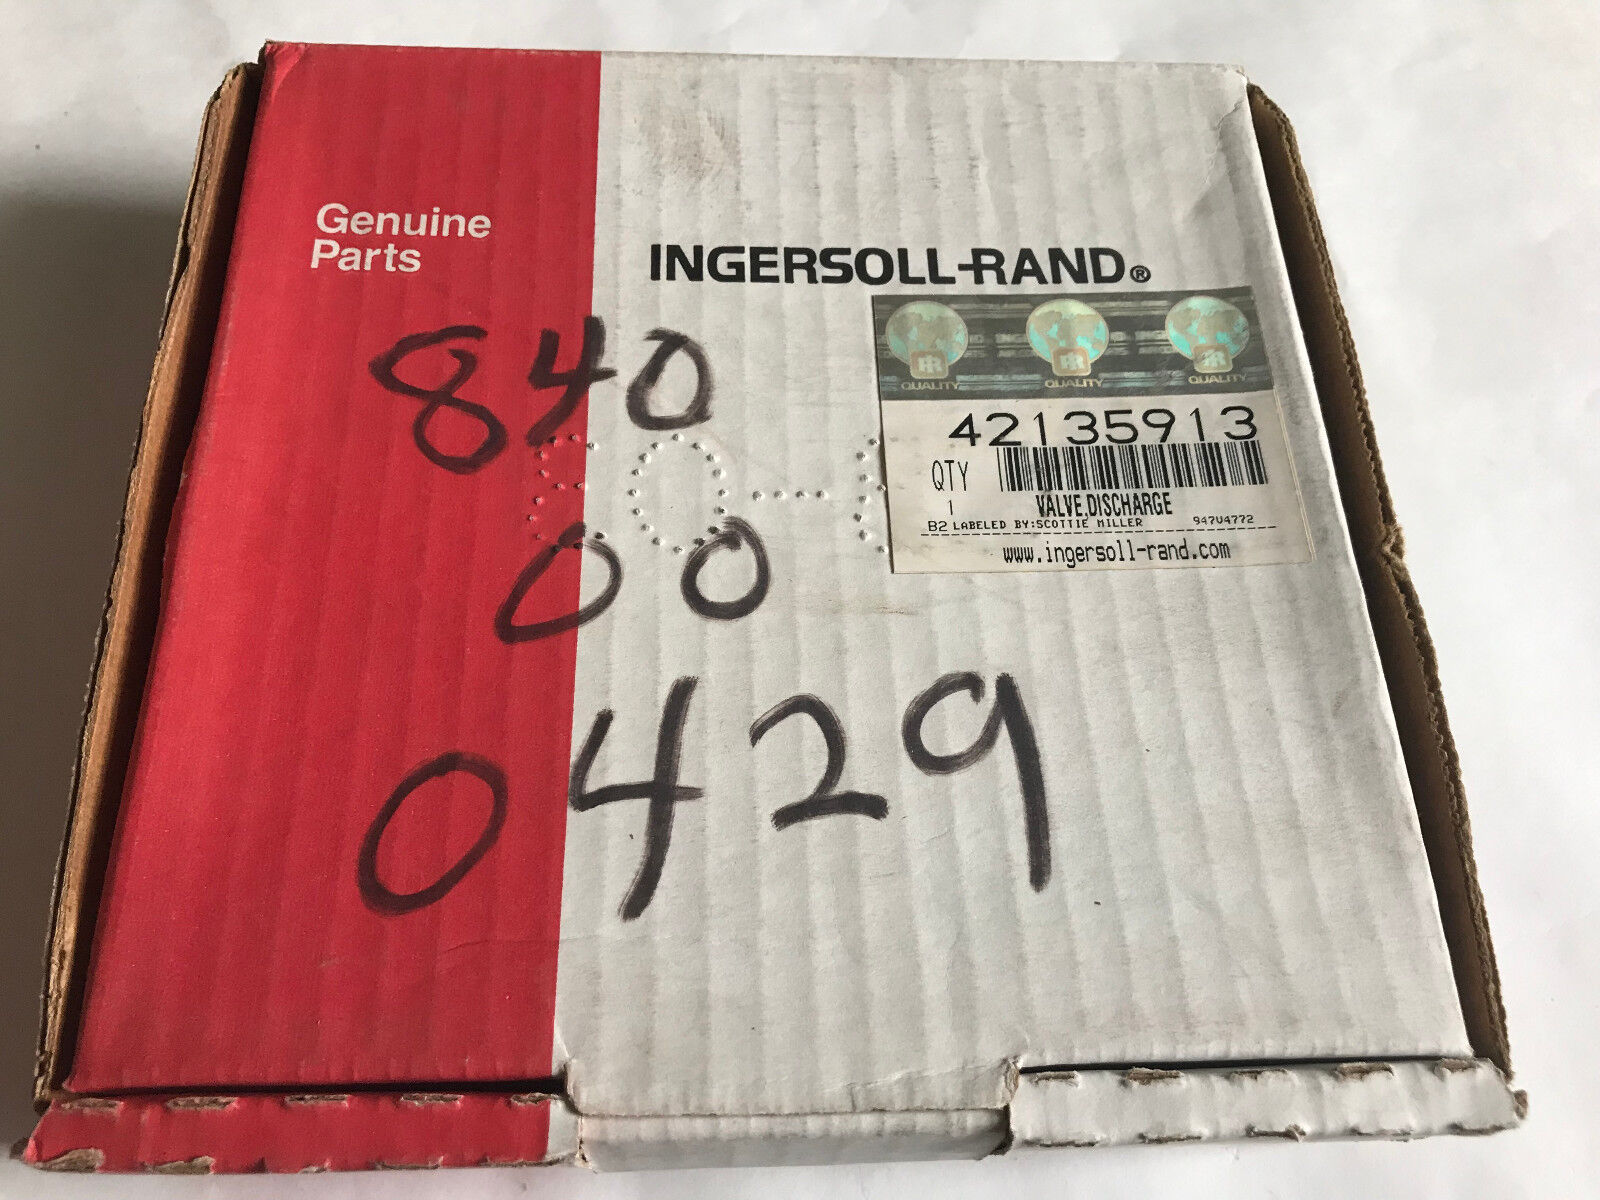 Genuine
Parts
INGERSOLL-RAND®
QUALITY QUALITY QUALITY
42135913
QTY
1
VALVE,DISCHARGE
B2 LABELED BY:SCOTTIE MILLER 947V4772
www.ingersoll-rand.com
840
00
0429